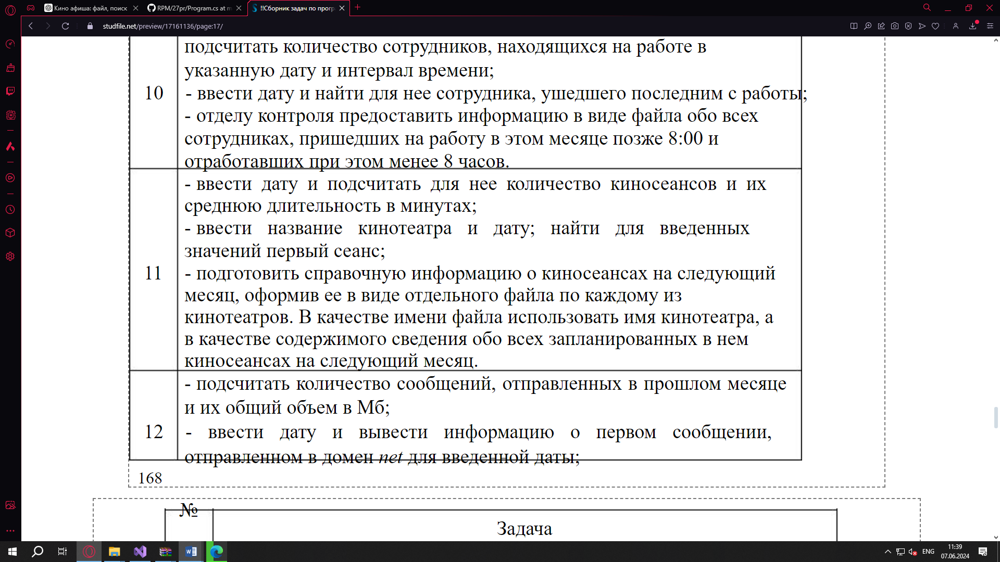 Кино афиша: файл, поиск
RPM/27pr/Program.cs at m
!!Сборник задач по прогр
studfile.net/preview/17161136/page:17/
подсчитать количество сотрудников, находящихся на работе в
указанную дату и интервал времени;
10
- ввести дату и найти для нее сотрудника, ушедшего последним с работы;
- отделу контроля предоставить информацию в виде файла обо всех
сотрудниках, пришедших на работу в этом месяце позже 8:00 и
отработавших при этом менее 8 часов.
- ввести дату и подсчитать для нее количество киносеансов и их
среднюю длительность в минутах;
- ввести название кинотеатра и дату; найти для введенных
значений первый сеанс;
11
- подготовить справочную информацию о киносеансах на следующий
месяц, оформив ее в виде отдельного файла по каждому из
кинотеатров. В качестве имени файла использовать имя кинотеатра, а
в качестве содержимого сведения обо всех запланированных в нем
киносеансах на следующий месяц.
- подсчитать количество сообщений, отправленных в прошлом месяце
и их общий объем в Мб;
12
- ввести дату и вывести информацию о первом сообщении,
отправленном в домен net для введенной даты;
168
№
Задача
ENG
11:39
07.06.2024